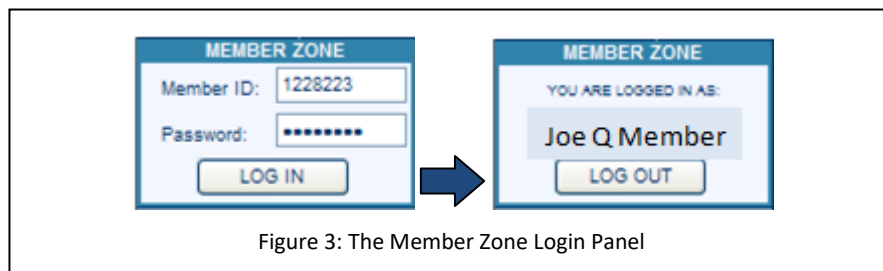 MEMBER ZONE
Member ID: 1228223
Password: ••••••••
LOG IN
MEMBER ZONE
YOU ARE LOGGED IN AS:
Joe Q Member
LOG OUT
Figure 3: The Member Zone Login Panel